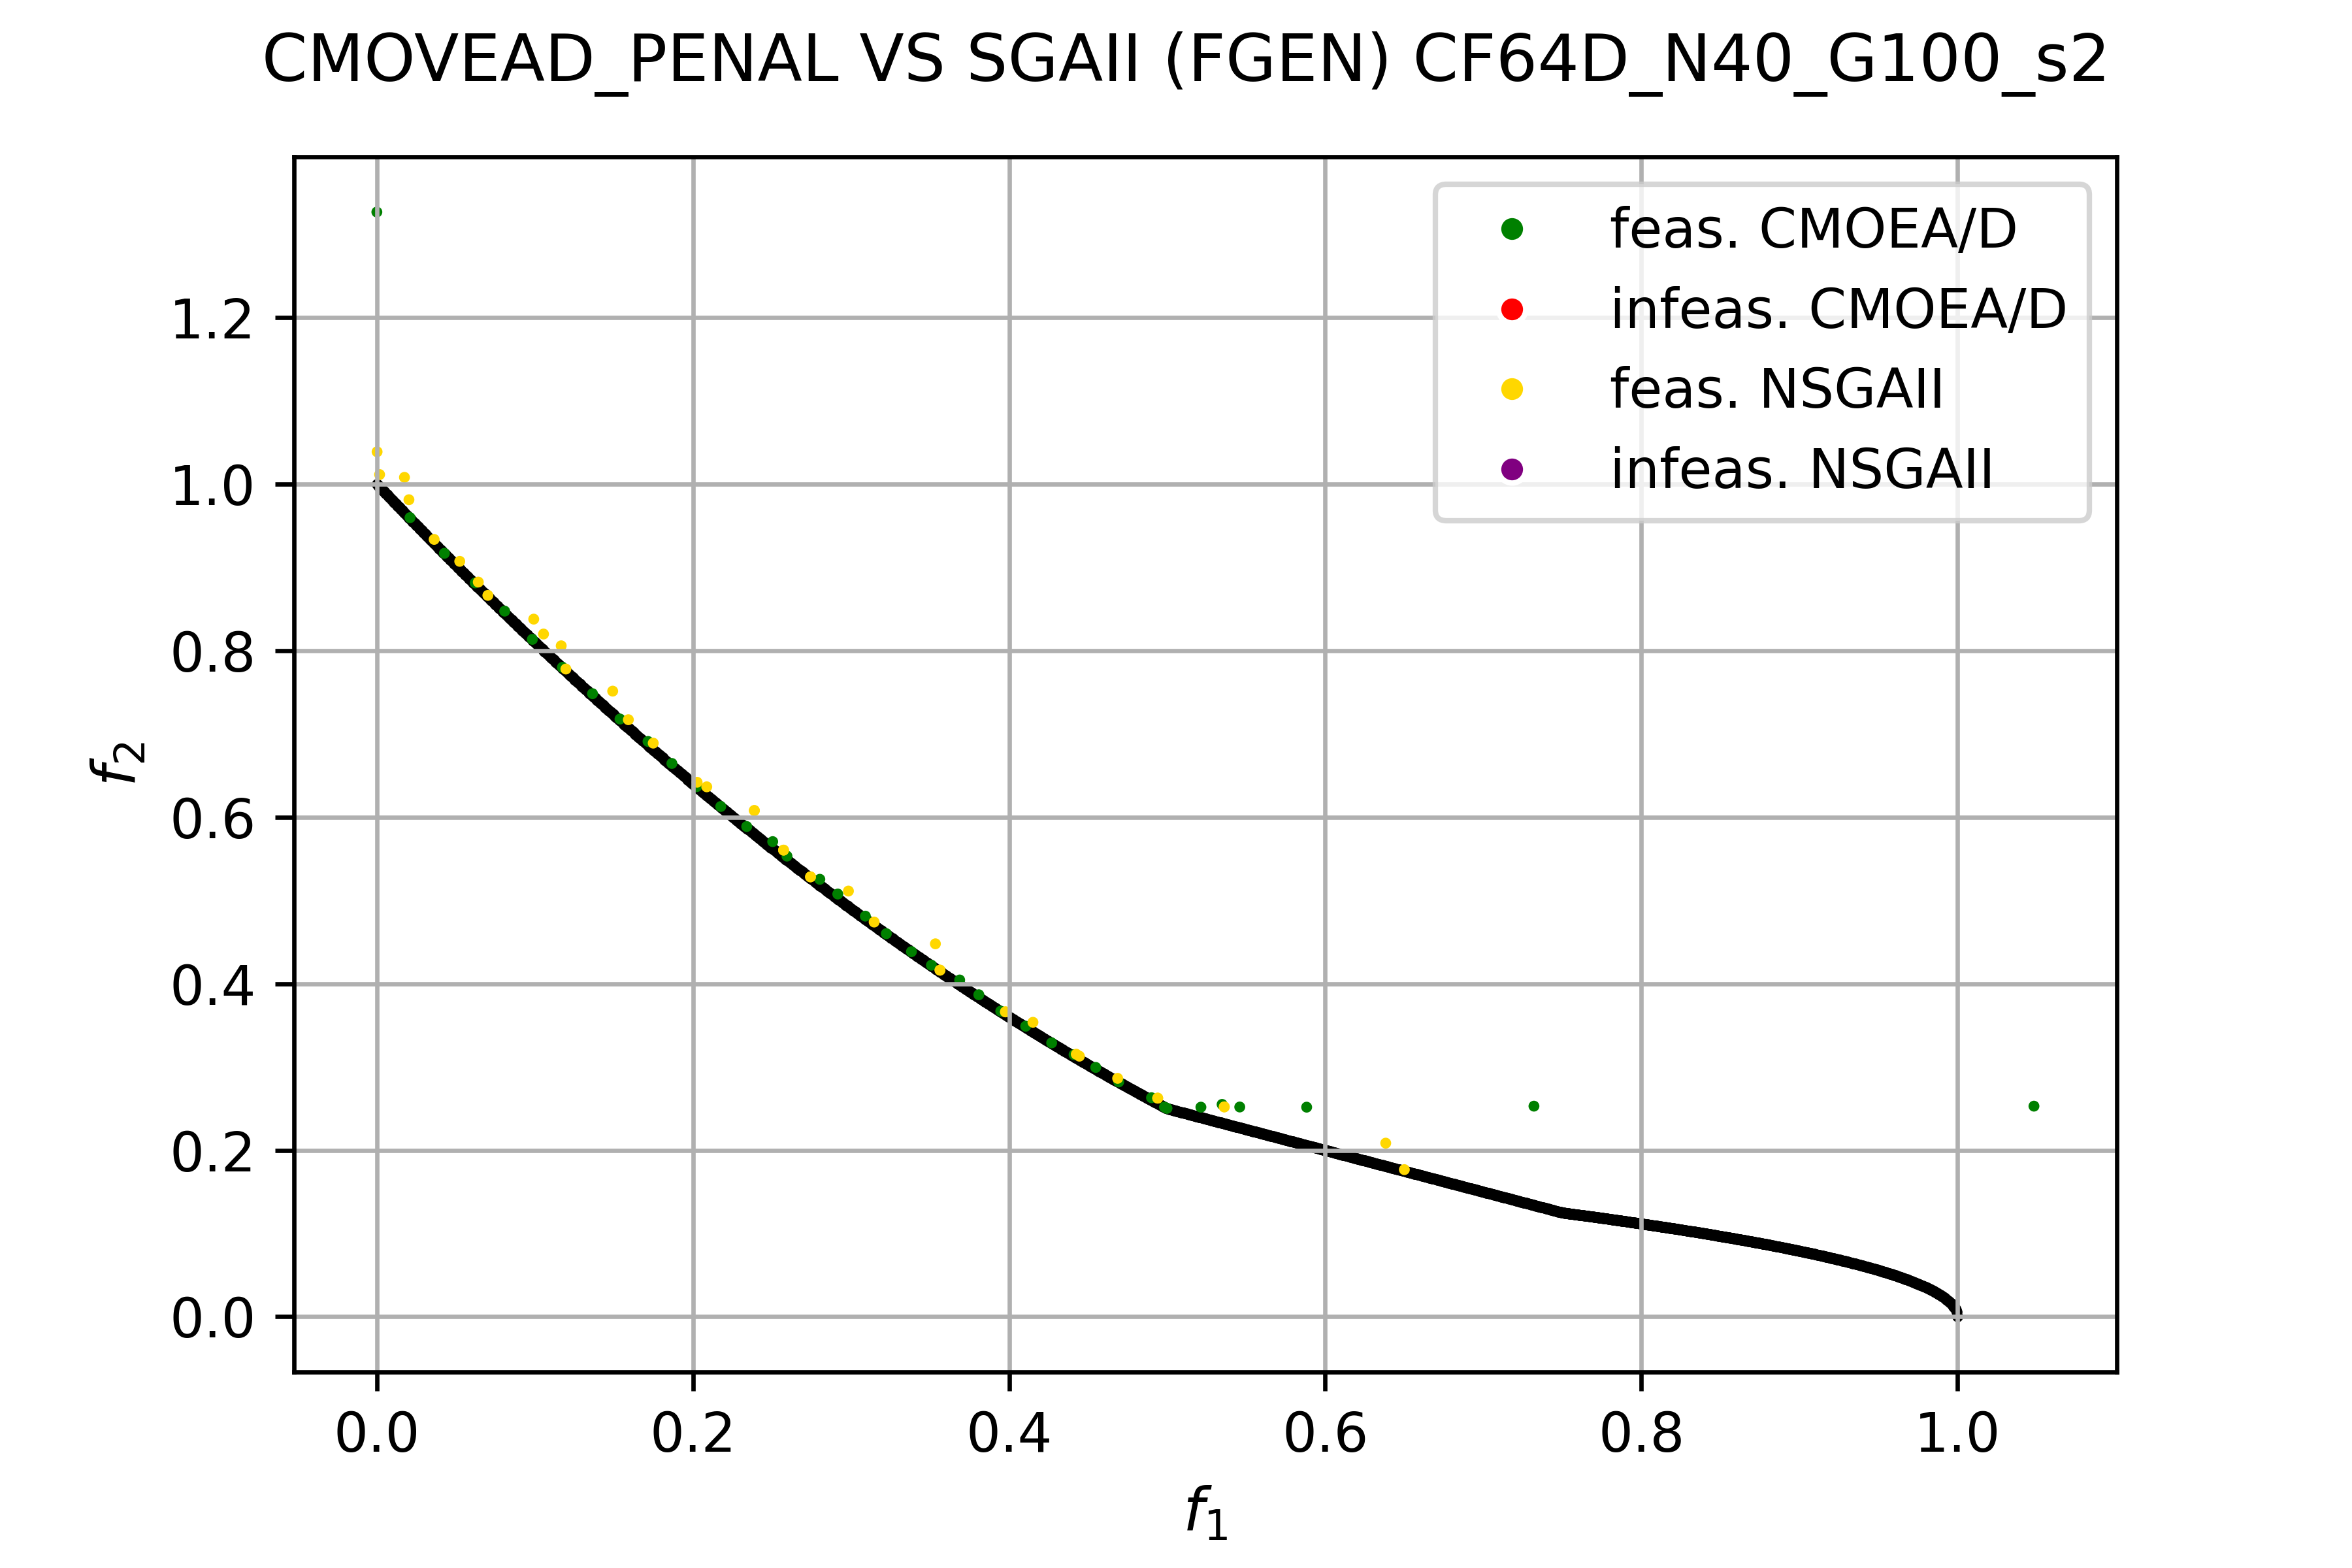 CMOVEAD_PENAL VS SGAII (FGEN) CF64D_N40_G100_s2
feas. CMOEA/D
infeas. CMOEA/D
feas. NSGAII
infeas. NSGAII
1.2
1.0
0.8
0.6
0.4
0.2
0.0
f2
0.0 0.2 0.4 0.6 0.8 1.0
f1